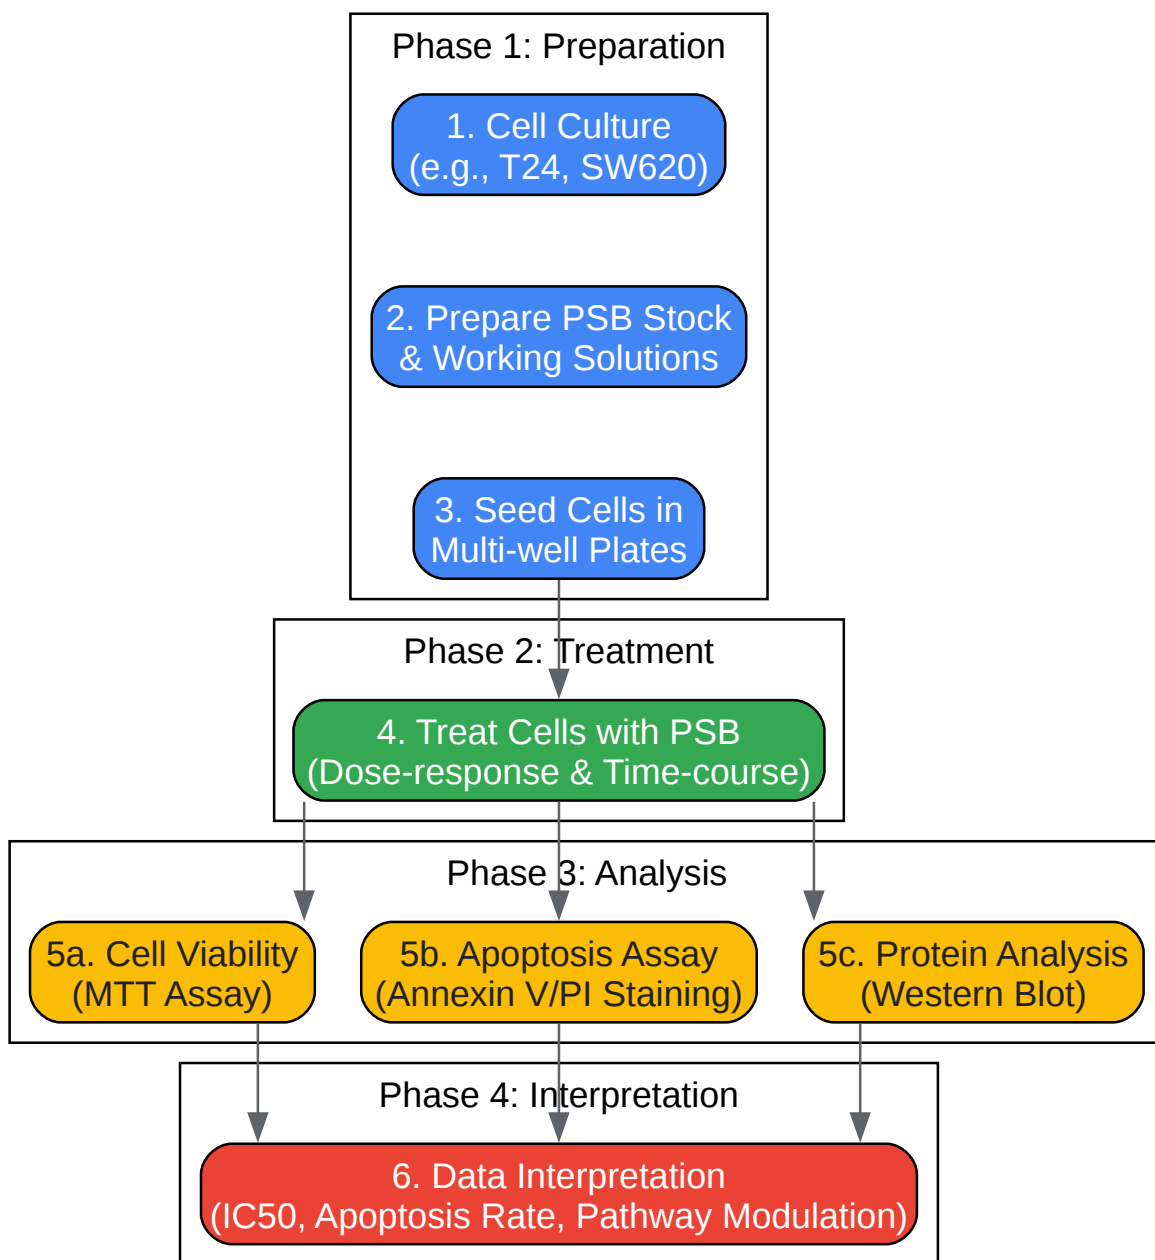 Phase 1: Preparation
1. Cell Culture
(e.g., T24, SW620)
2. Prepare PSB Stock
& Working Solutions
3. Seed Cells in
Multi-well Plates
Phase 2: Treatment
4. Treat Cells with PSB
(Dose-response & Time-course)
Phase 3: Analysis
5a. Cell Viability
(MTT Assay)
5b. Apoptosis Assay
(Annexin V/PI Staining)
5c. Protein Analysis
(Western Blot)
Phase 4: Interpretation
6. Data Interpretation
(IC50, Apoptosis Rate, Pathway Modulation)